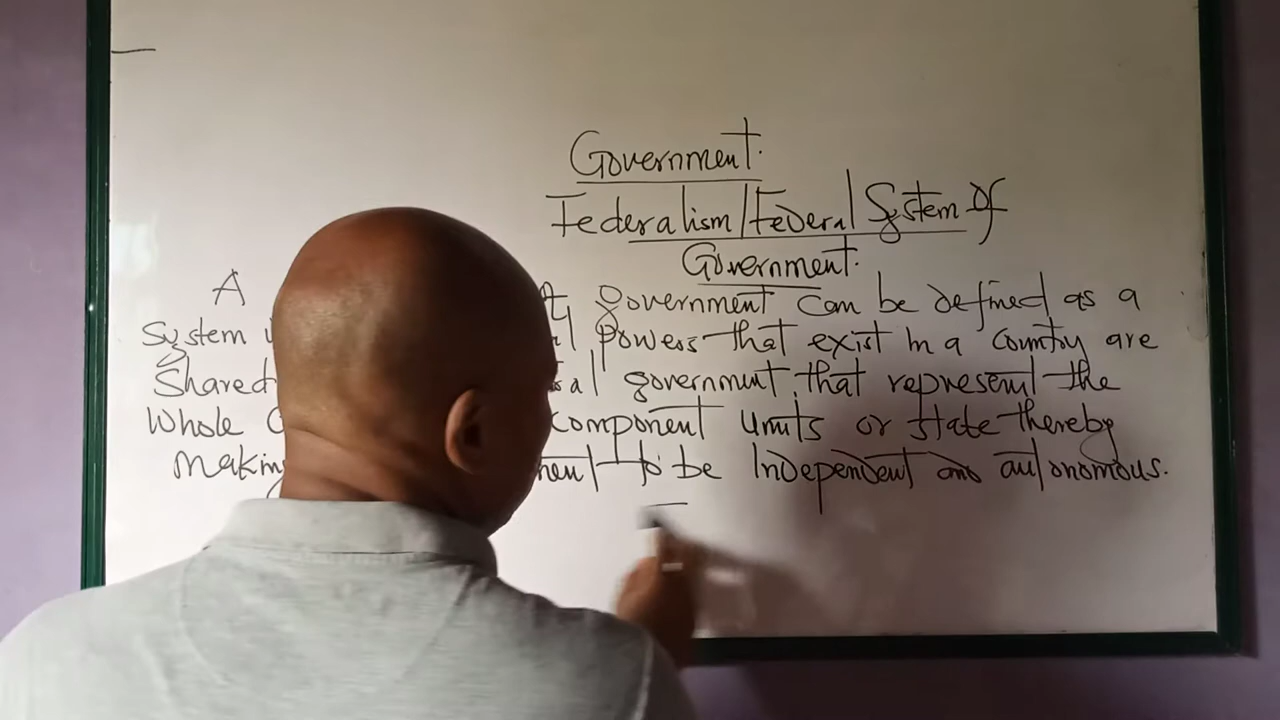 Government.
Federalism/Federal System Of
Government.
A government can be defined as a
System powers that exist in a country are
Shared government that represent the
Whole component units or state thereby
Making to be Independent and autonomous.